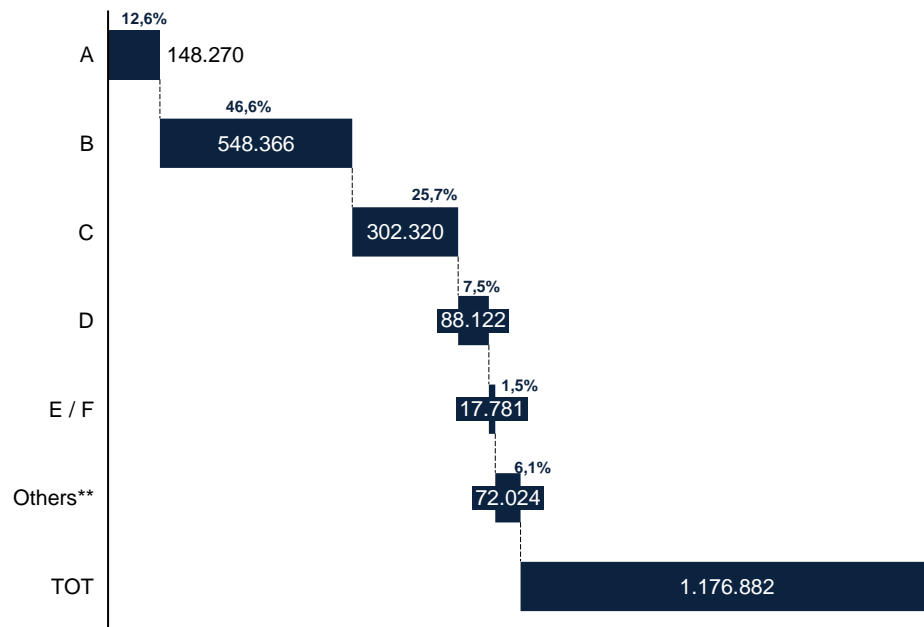 12,6%
A 148.270
46,6%
B 548.366
25,7%
C 302.320
7,5%
D 88.122
1,5%
E / F 17.781
6,1%
Others** 72.024
TOT 1.176.882